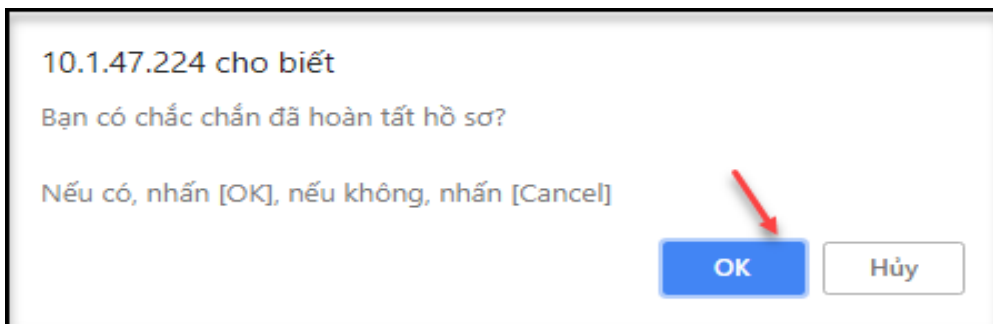 10.1.47.224 cho biết
Bạn có chắc chắn đã hoàn tất hồ sơ?
Nếu có, nhấn [OK], nếu không, nhấn [Cancel]
OK Hủy